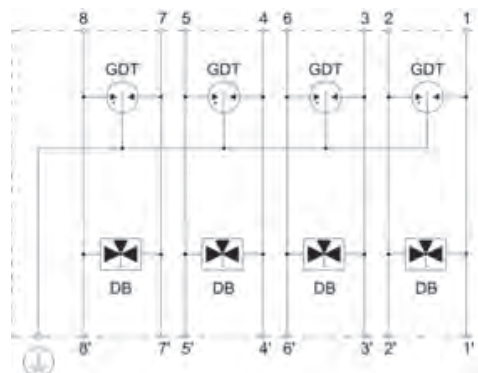 8 7 5 4 6 3 2 1
GDT GDT GDT GDT
DB DB DB DB
8' 7' 5' 4' 6' 3' 2' 1'